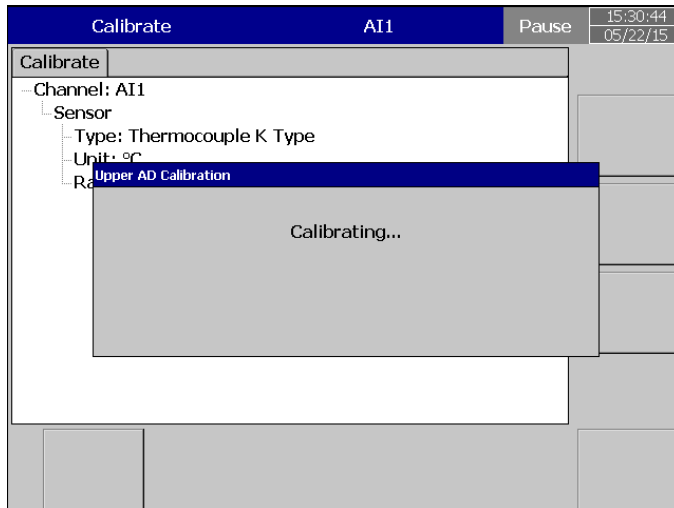 Calibrate AI1 Pause 15:30:44
05/22/15
Calibrate
Channel: AI1
Sensor
Type: Thermocouple K Type
Unit: °C
Upper AD Calibration
Calibrating...